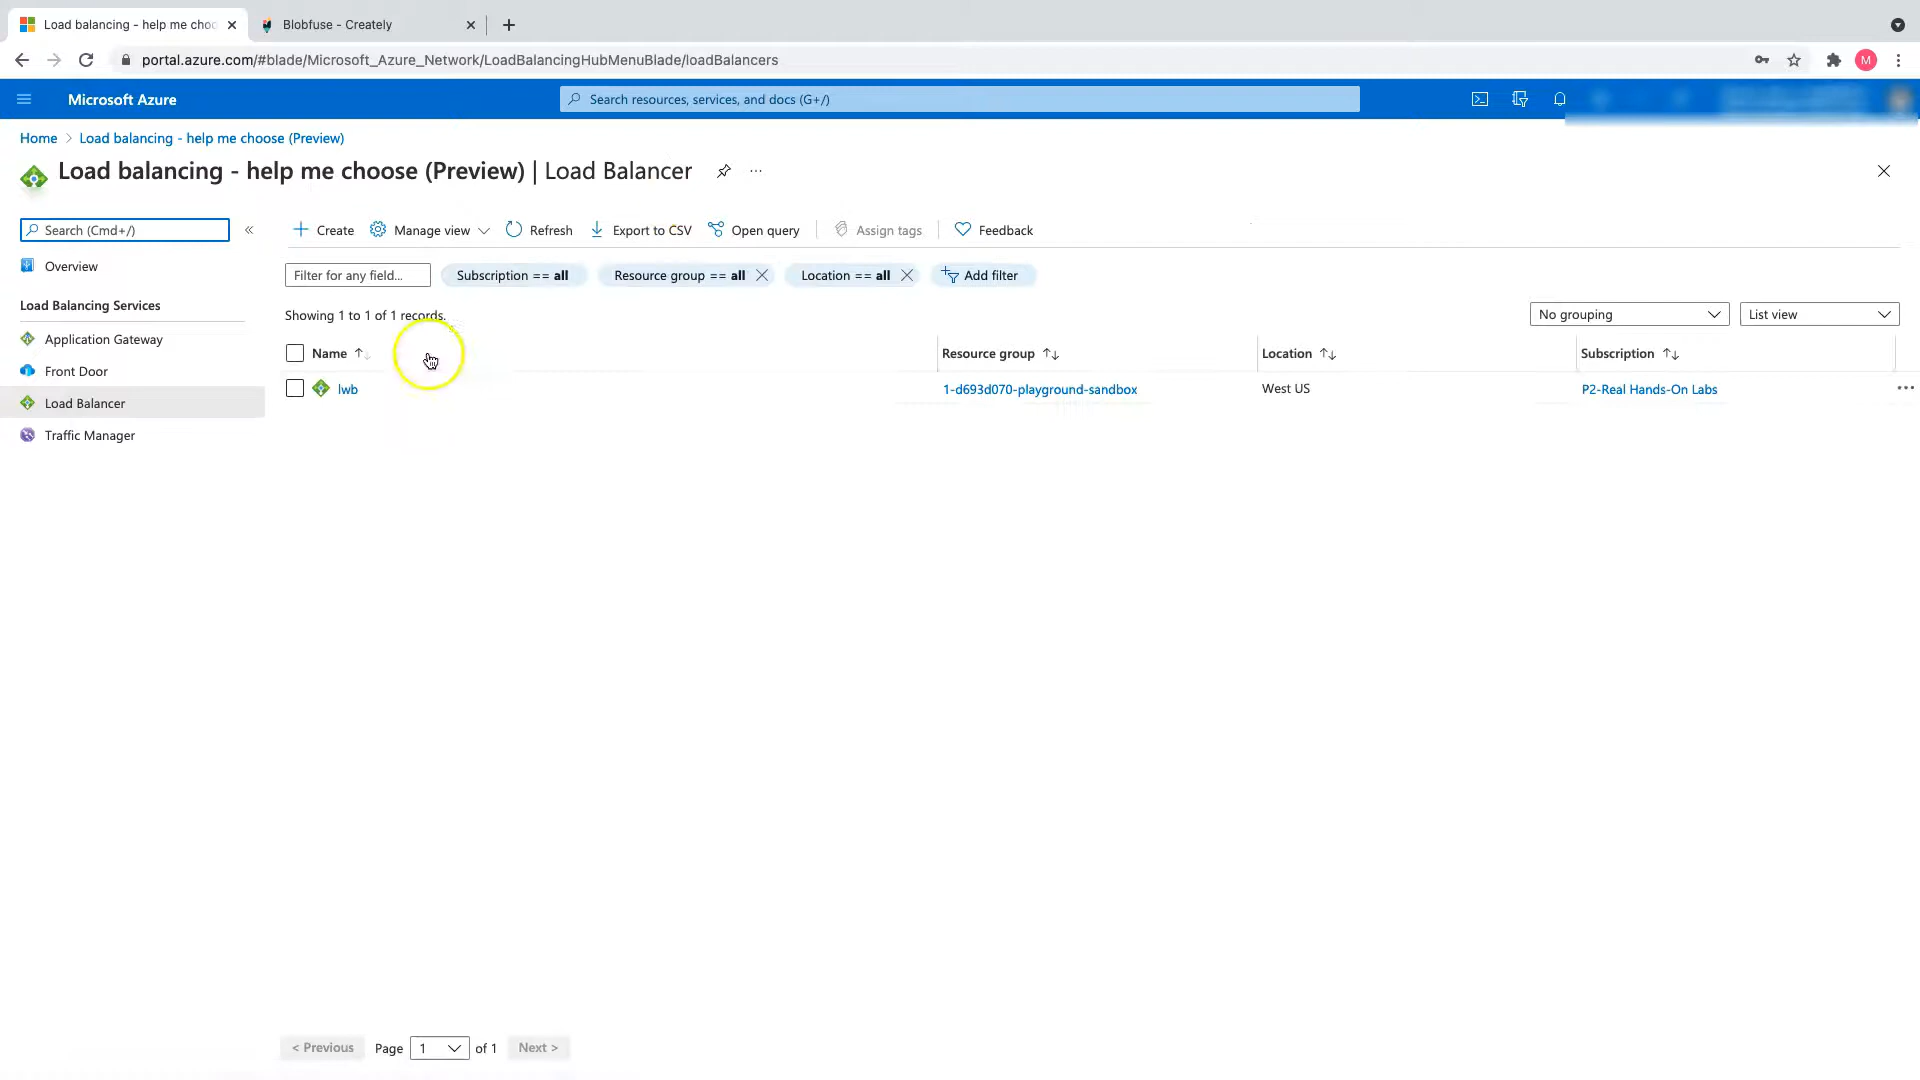 Load balancing - help me choo
Blobfuse - Creately
portal.azure.com/#blade/Microsoft_Azure_Network/LoadBalancingHubMenuBlade/loadBalancers
M
Microsoft Azure
Search resources, services, and docs (G+/)
Home > Load balancing - help me choose (Preview)
Load balancing - help me choose (Preview) | Load Balancer
Search (Cmd+/)
Create
Manage view
Refresh
Export to CSV
Open query
Assign tags
Feedback
Overview
Filter for any field...
Subscription == all
Resource group == all
Location == all
Add filter
Load Balancing Services
Showing 1 to 1 of 1 records.
No grouping
List view
Application Gateway
Name
Resource group
Location
Subscription
Front Door
lwb
1-d693d070-playground-sandbox
West US
P2-Real Hands-On Labs
Load Balancer
Traffic Manager
< Previous
Page
1
of 1
Next >